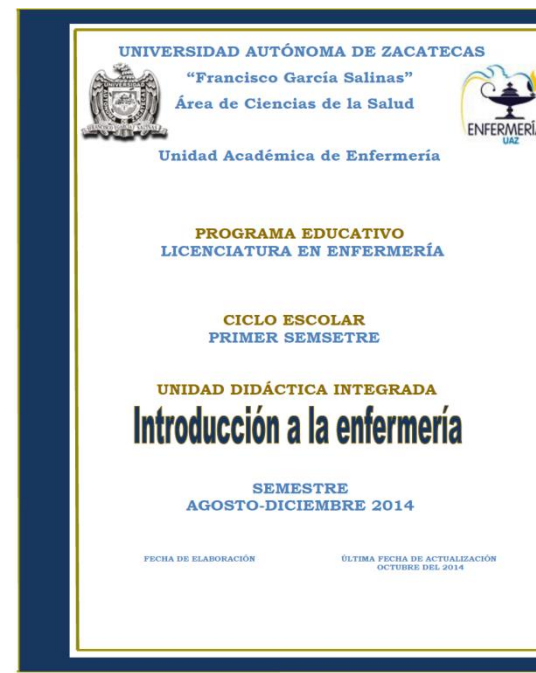 UNIVERSIDAD AUTÓNOMA DE ZACATECAS
“Francisco García Salinas”
Área de Ciencias de la Salud
ENFERMERÍA
UAZ
Unidad Académica de Enfermería
PROGRAMA EDUCATIVO
LICENCIATURA EN ENFERMERÍA
CICLO ESCOLAR
PRIMER SEMSETRE
UNIDAD DIDÁCTICA INTEGRADA
Introducción a la enfermería
SEMESTRE
AGOSTO-DICIEMBRE 2014
FECHA DE ELABORACIÓN
ÚLTIMA FECHA DE ACTUALIZACIÓN
OCTUBRE DEL 2014